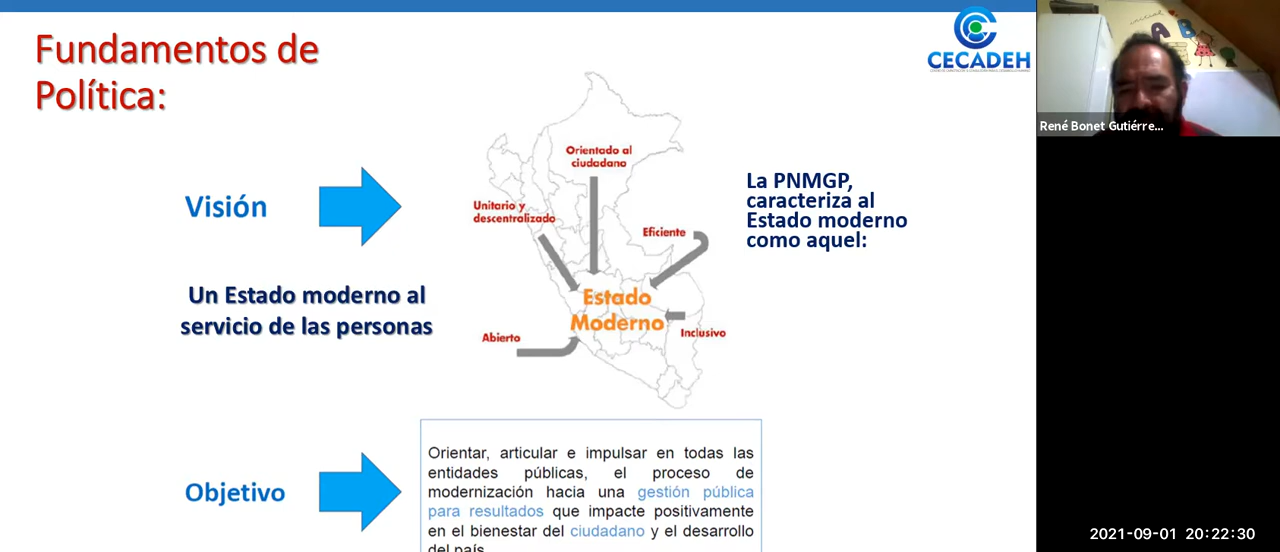 Fundamentos de
Política:
CECADEH
René Bonet Gutiérre...
Visión
Un Estado moderno al
servicio de las personas
Orientado al
ciudadano
Unitario y
descentralizado
Eficiente
Estado
Moderno
Inclusivo
Abierto
La PNMGP,
caracteriza al
Estado moderno
como aquel:
Objetivo
Orientar, articular e impulsar en todas las
entidades públicas, el proceso de
modernización hacia una gestión pública
para resultados que impacte positivamente
en el bienestar del ciudadano y el desarrollo
del país
2021-09-01 20:22:30